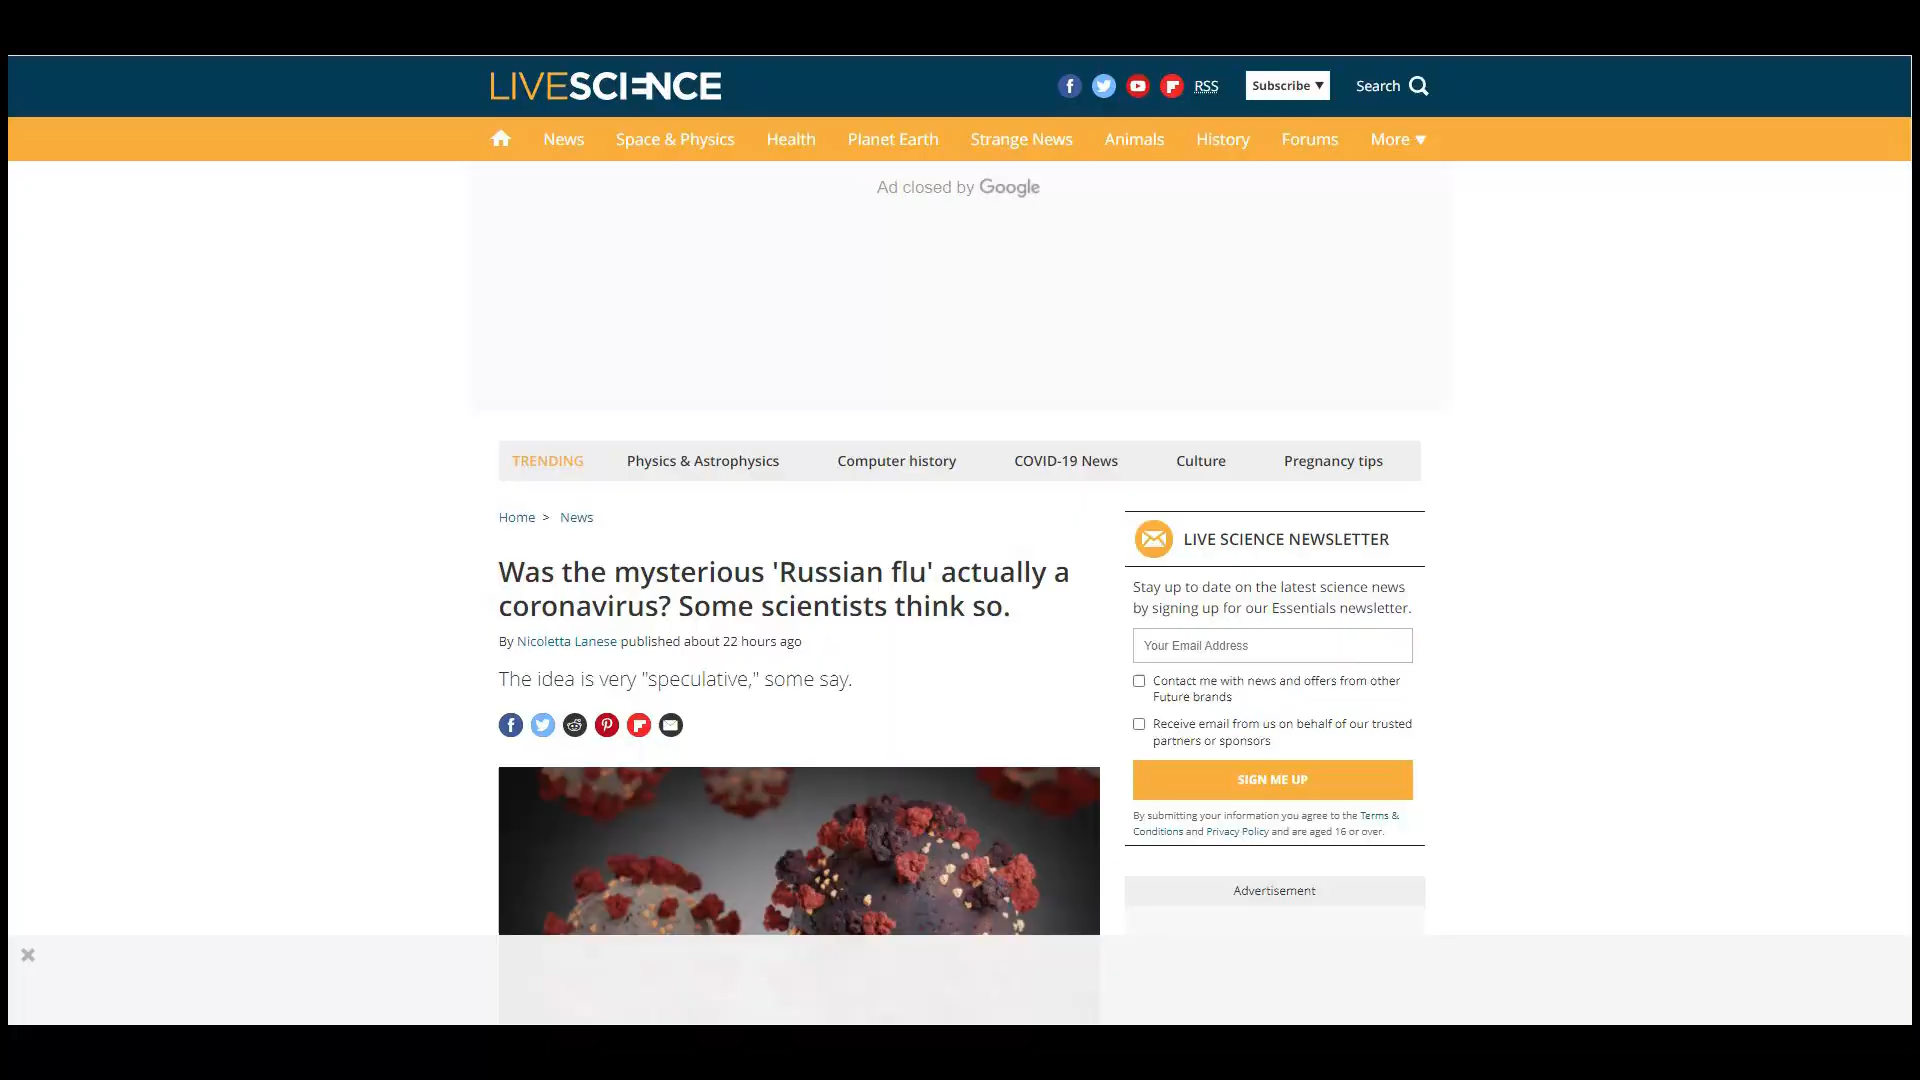 LIVESCIENCE
RSS
Subscribe ▼
Search
News
Space & Physics
Health
Planet Earth
Strange News
Animals
History
Forums
More ▼
Ad closed by Google
TRENDING
Physics & Astrophysics
Computer history
COVID-19 News
Culture
Pregnancy tips
Home > News
Was the mysterious 'Russian flu' actually a
coronavirus? Some scientists think so.
By Nicoletta Lanese published about 22 hours ago
The idea is very "speculative," some say.
LIVE SCIENCE NEWSLETTER
Stay up to date on the latest science news
by signing up for our Essentials newsletter.
Your Email Address
Contact me with news and offers from other
Future brands
Receive email from us on behalf of our trusted
partners or sponsors
SIGN ME UP
By submitting your information you agree to the Terms &
Conditions and Privacy Policy and are aged 16 or over.
Advertisement